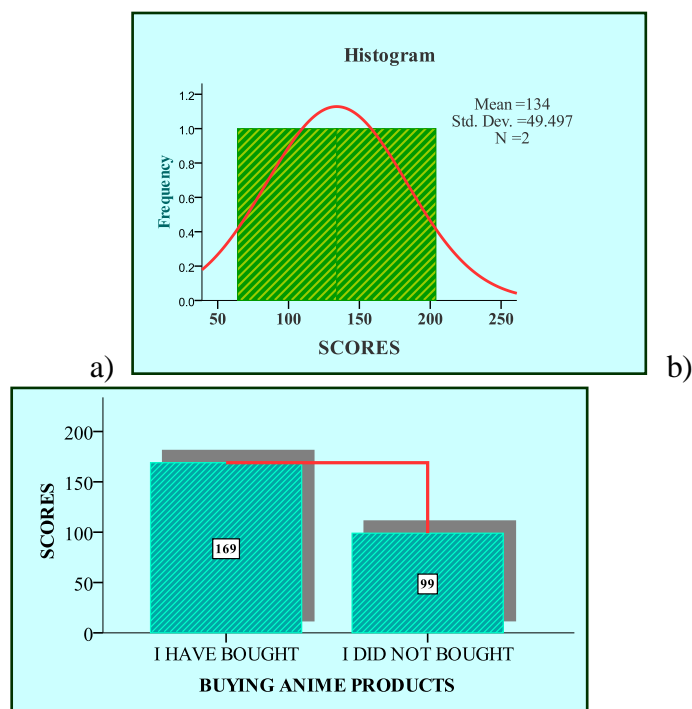 Histogram
Mean =134
Std. Dev. =49.497
N =2
Frequency
1.2
1.0
0.8
0.6
0.4
0.2
0.0
50 100 150 200 250
SCORES
a)
b)
SCORES
200
150
100
50
0
169
99
I HAVE BOUGHT I DID NOT BOUGHT
BUYING ANIME PRODUCTS